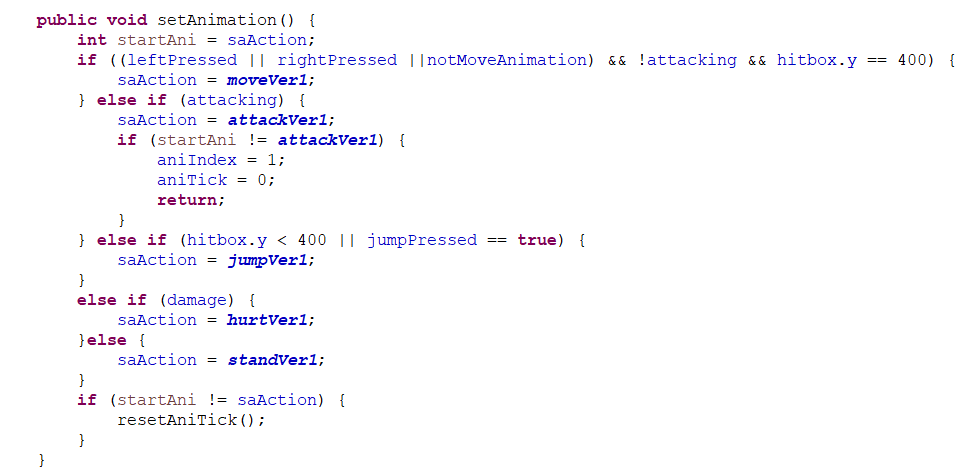 public void setAnimation() {
    int startAni = saAction;
    if ((leftPressed || rightPressed ||notMoveAnimation) && !attacking && hitbox.y == 400) {
        saAction = moveVer1;
    } else if (attacking) {
        saAction = attackVer1;
        if (startAni != attackVer1) {
            aniIndex = 1;
            aniTick = 0;
            return;
        }
    } else if (hitbox.y < 400 || jumpPressed == true) {
        saAction = jumpVer1;
    }
    else if (damage) {
        saAction = hurtVer1;
    }else {
        saAction = standVer1;
    }
    if (startAni != saAction) {
        resetAniTick();
    }
}